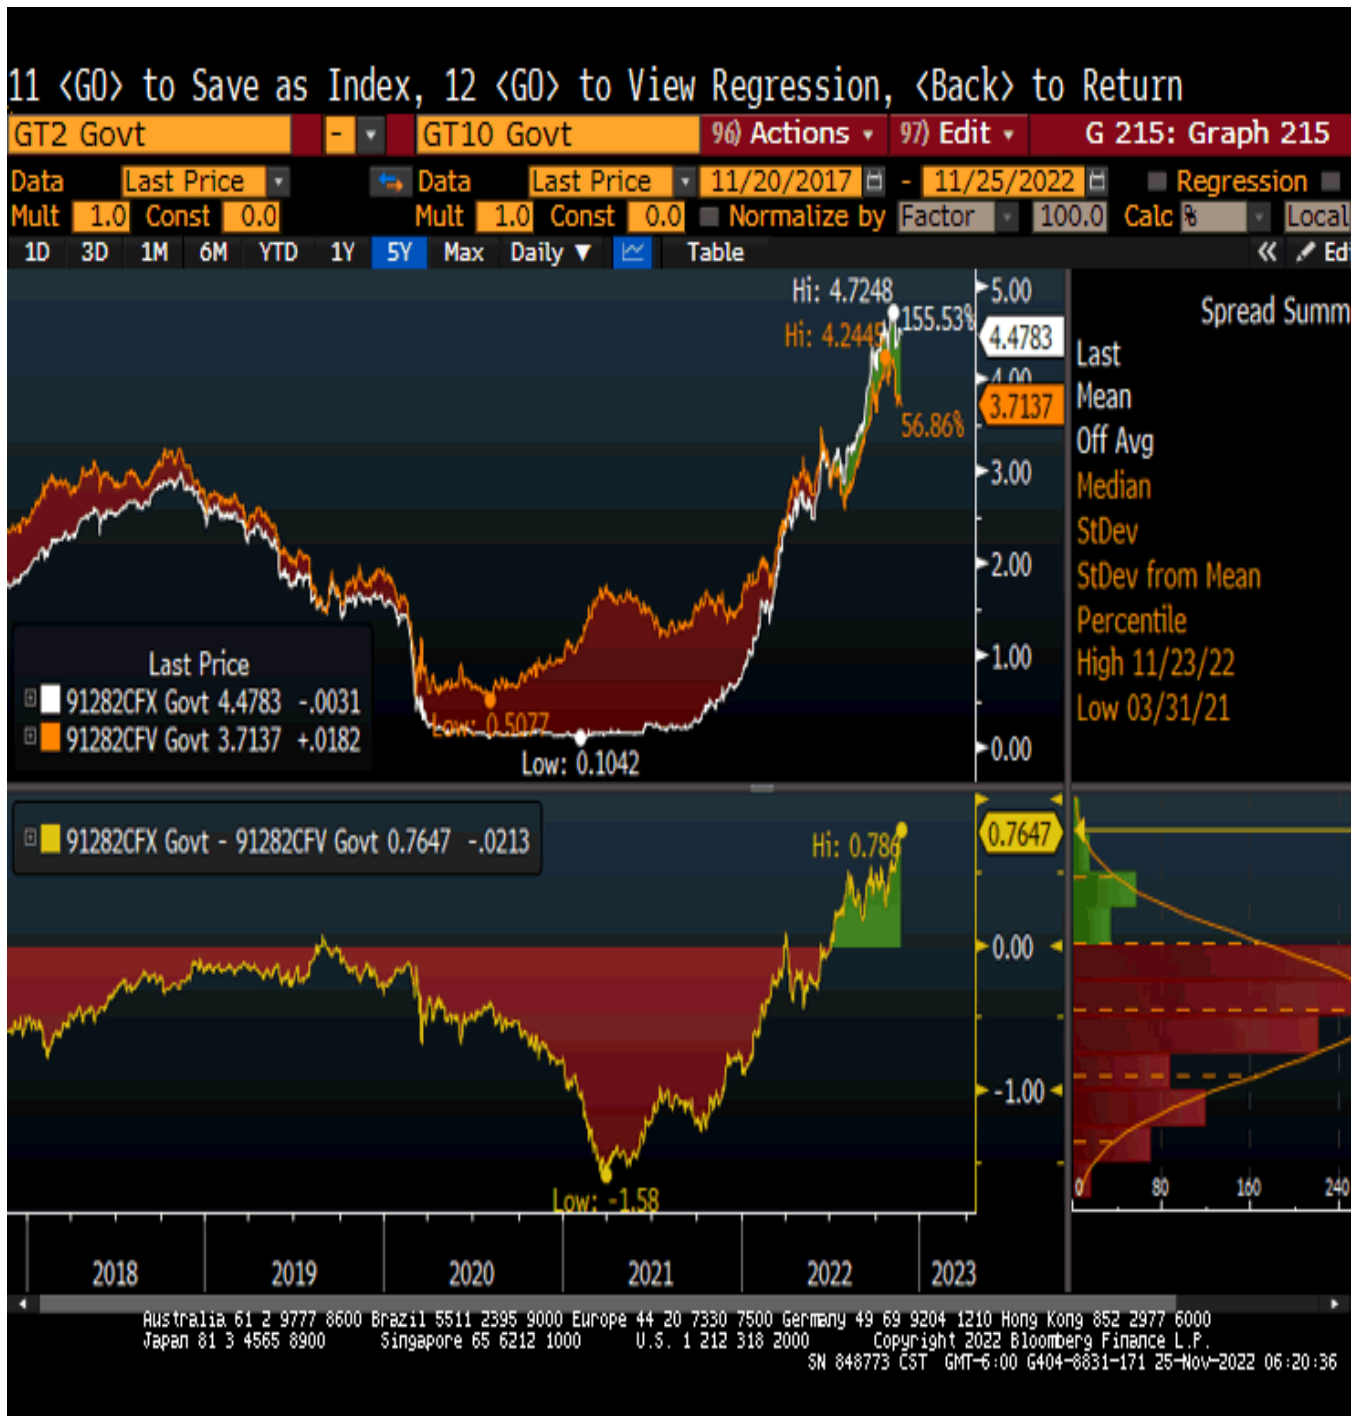 11 <GO> to Save as Index, 12 <GO> to View Regression, <Back> to Return
GT2 Govt - GT10 Govt 96) Actions 97) Edit G 215: Graph 215
Data Last Price Data Last Price 11/20/2017 - 11/25/2022 Regression
Mult 1.0 Const 0.0 Mult 1.0 Const 0.0 Normalize by Factor 100.0 Calc % Local
1D 3D 1M 6M YTD 1Y 5Y Max Daily ▼ Table « Edi
Hi: 4.7248
155.53%
Hi: 4.2445
56.86%
5.00
4.4783
4.00
3.7137
3.00
2.00
1.00
0.00
Low: 0.5077
Low: 0.1042
Last Price
91282CFX Govt 4.4783 -.0031
91282CFV Govt 3.7137 +.0182
Spread Summ
Last
Mean
Off Avg
Median
StDev
StDev from Mean
Percentile
High 11/23/22
Low 03/31/21
91282CFX Govt - 91282CFV Govt 0.7647 -.0213
Hi: 0.786
0.7647
0.00
-1.00
Low: -1.58
0 80 160 240
2018 2019 2020 2021 2022 2023
Australia 61 2 9777 8600 Brazil 5511 2395 9000 Europe 44 20 7330 7500 Germany 49 69 9204 1210 Hong Kong 852 2977 6000
Japan 81 3 4565 8900 Singapore 65 6212 1000 U.S. 1 212 318 2000 Copyright 2022 Bloomberg Finance L.P.
SN 848773 CST GMT-6:00 G404-8831-171 25-Nov-2022 06:20:36